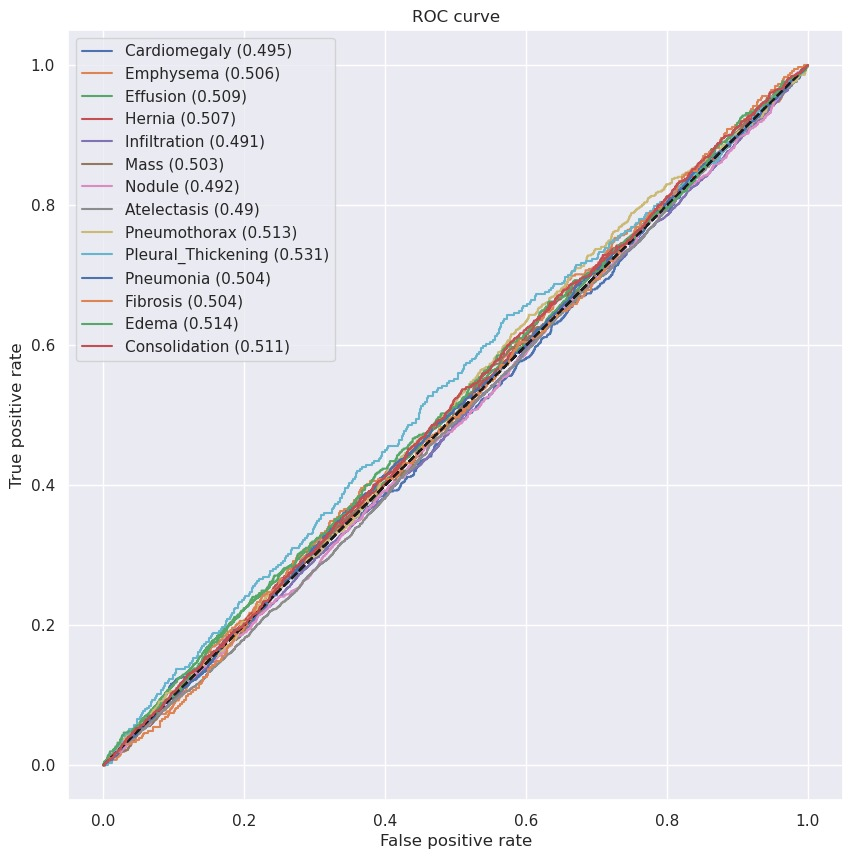 ROC curve
Cardiomegaly (0.495)
Emphysema (0.506)
Effusion (0.509)
Hernia (0.507)
Infiltration (0.491)
Mass (0.503)
Nodule (0.492)
Atelectasis (0.49)
Pneumothorax (0.513)
Pleural_Thickening (0.531)
Pneumonia (0.504)
Fibrosis (0.504)
Edema (0.514)
Consolidation (0.511)
True positive rate
1.0
0.8
0.6
0.4
0.2
0.0
0.0 0.2 0.4 0.6 0.8 1.0
False positive rate